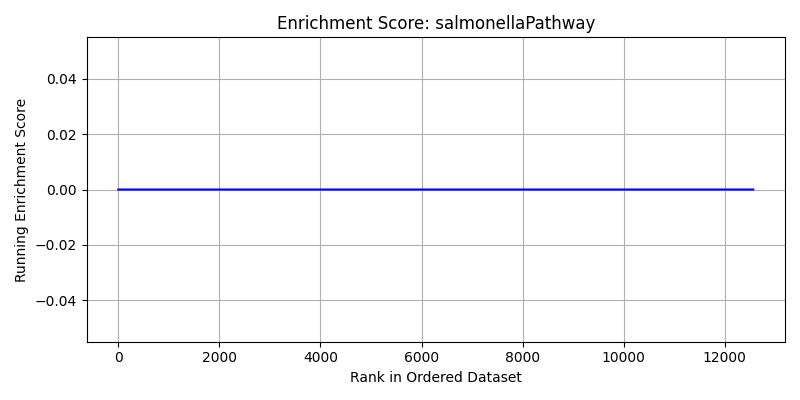 Enrichment Score: salmonellaPathway
0.04
0.02
0.00
−0.02
−0.04
Running Enrichment Score
0 2000 4000 6000 8000 10000 12000
Rank in Ordered Dataset